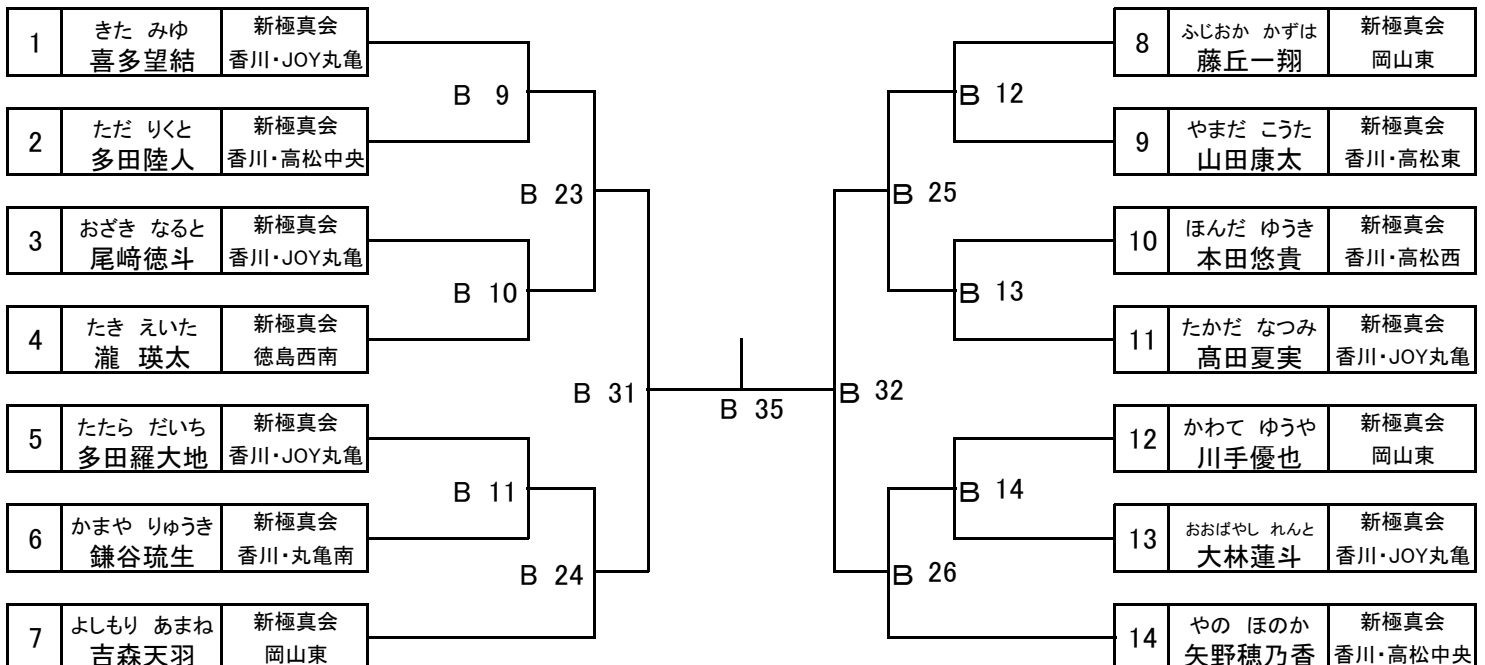 1
きた みゆ
喜多望結
新極真会
香川・JOY丸亀
2
ただ りくと
多田陸人
新極真会
香川・高松中央
3
おざき なると
尾﨑徳斗
新極真会
香川・JOY丸亀
4
たき えいた
瀧 瑛太
新極真会
徳島西南
5
たたら だいち
多田羅大地
新極真会
香川・JOY丸亀
6
かまや りゅうき
鎌谷琉生
新極真会
香川・丸亀南
7
よしもり あまね
吉森天羽
新極真会
岡山東
B 9
B 10
B 11
B 23
B 24
B 31
B 35
B 32
B 25
B 26
B 12
B 13
B 14
8
ふじおか かずは
藤丘一翔
新極真会
岡山東
9
やまだ こうた
山田康太
新極真会
香川・高松東
10
ほんだ ゆうき
本田悠貴
新極真会
香川・高松西
11
たかだ なつみ
髙田夏実
新極真会
香川・JOY丸亀
12
かわて ゆうや
川手優也
新極真会
岡山東
13
おおばやし れんと
大林蓮斗
新極真会
香川・JOY丸亀
14
やの ほのか
矢野穂乃香
新極真会
香川・高松中央